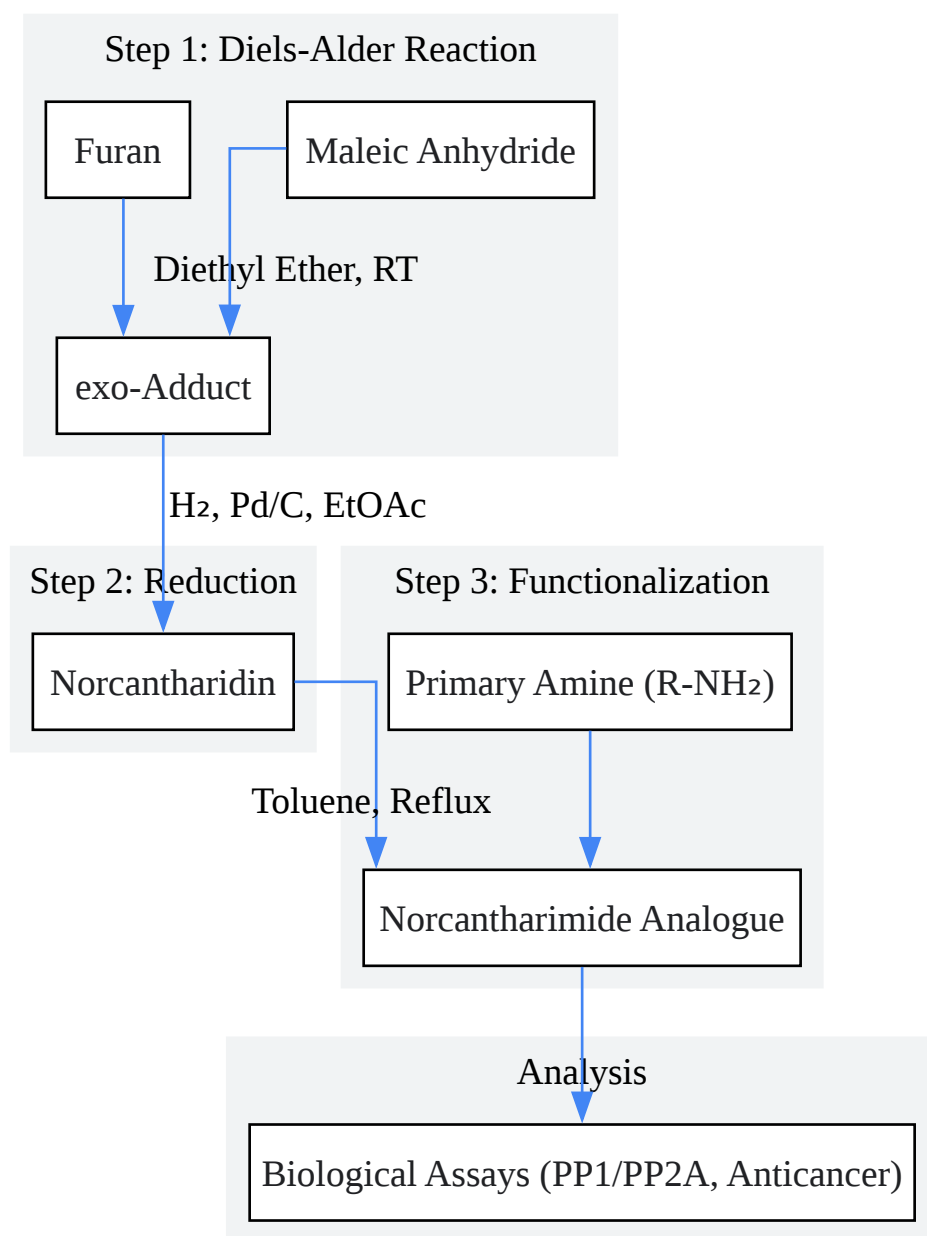 Step 1: Diels-Alder Reaction
Furan
Maleic Anhydride
Diethyl Ether, RT
exo-Adduct
H₂, Pd/C, EtOAc
Step 2: Reduction
Norcantharidin
Step 3: Functionalization
Primary Amine (R-NH₂)
Toluene, Reflux
Norcantharimide Analogue
Analysis
Biological Assays (PP1/PP2A, Anticancer)